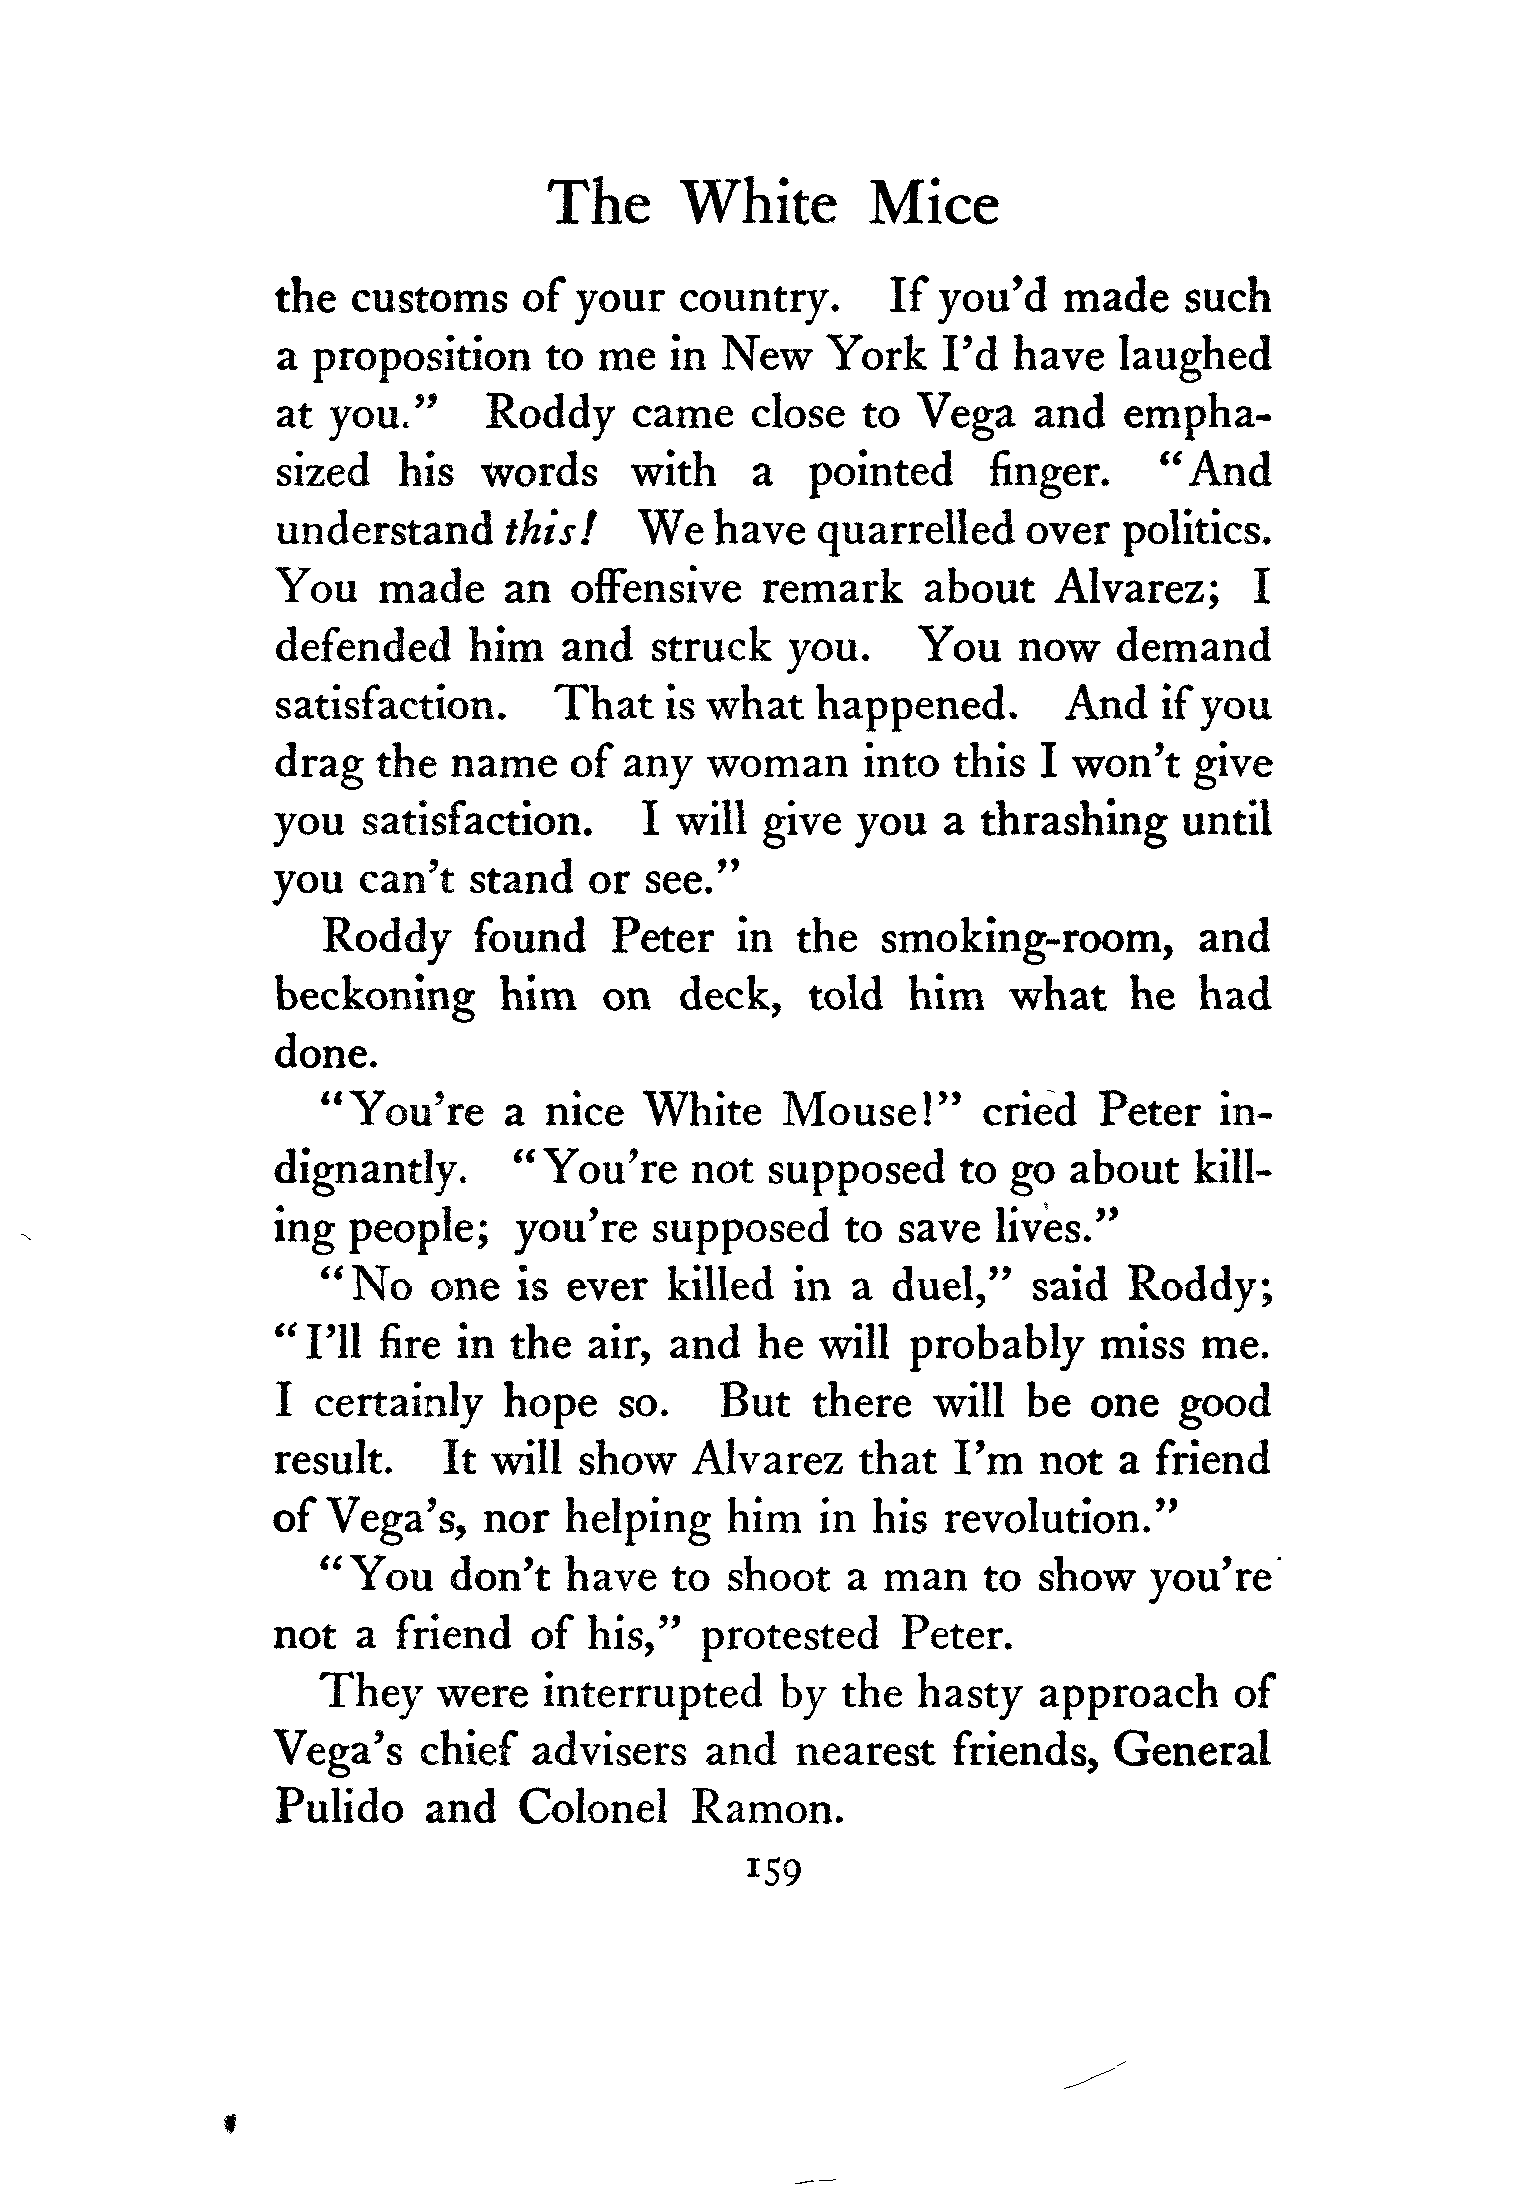 The White Mice
the customs of your country. If you'd made such
a proposition to me in New York I'd have laughed
at you." Roddy came close to Vega and empha-
sized his words with a pointed finger. "And
understand this! We have quarrelled over politics.
You made an offensive remark about Alvarez; I
defended him and struck you. You now demand
satisfaction. That is what happened. And if you
drag the name of any woman into this I won't give
you satisfaction. I will give you a thrashing until
you can't stand or see."
Roddy found Peter in the smoking-room, and
beckoning him on deck, told him what he had
done.
"You're a nice White Mouse!" cried Peter in-
dignantly. "You're not supposed to go about kill-
ing people; you're supposed to save lives."
"No one is ever killed in a duel," said Roddy;
"I'll fire in the air, and he will probably miss me.
I certainly hope so. But there will be one good
result. It will show Alvarez that I'm not a friend
of Vega's, nor helping him in his revolution."
"You don't have to shoot a man to show you're
not a friend of his," protested Peter.
They were interrupted by the hasty approach of
Vega's chief advisers and nearest friends, General
Pulido and Colonel Ramon.
159